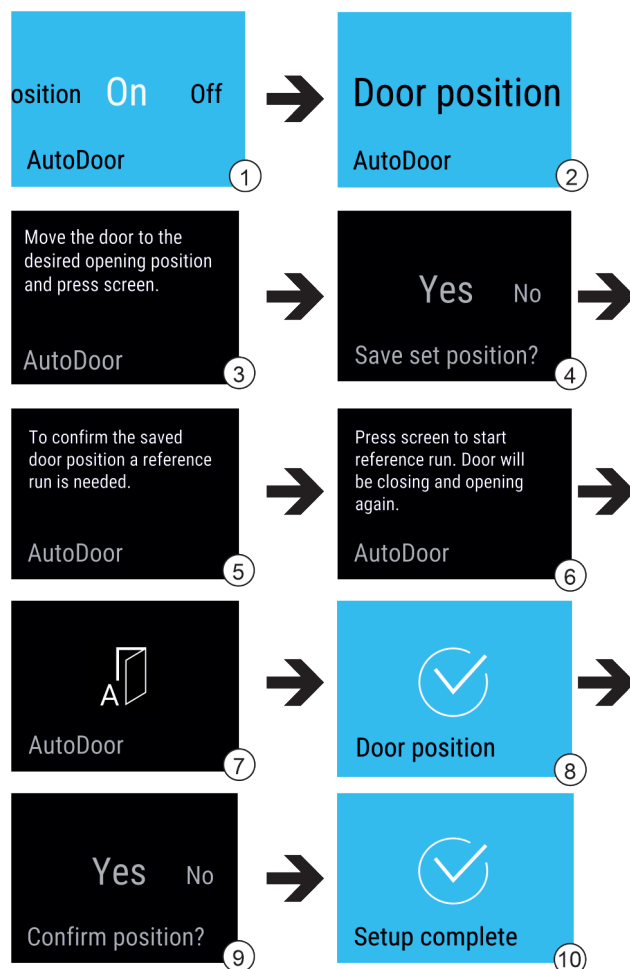 osition On Off
AutoDoor
1
Door position
AutoDoor
2
Move the door to the
desired opening position
and press screen.
AutoDoor
3
Yes No
Save set position?
4
To confirm the saved
door position a reference
run is needed.
AutoDoor
5
Press screen to start
reference run. Door will
be closing and opening
again.
AutoDoor
6
A
AutoDoor
7
Door position
8
Yes No
Confirm position?
9
Setup complete
10